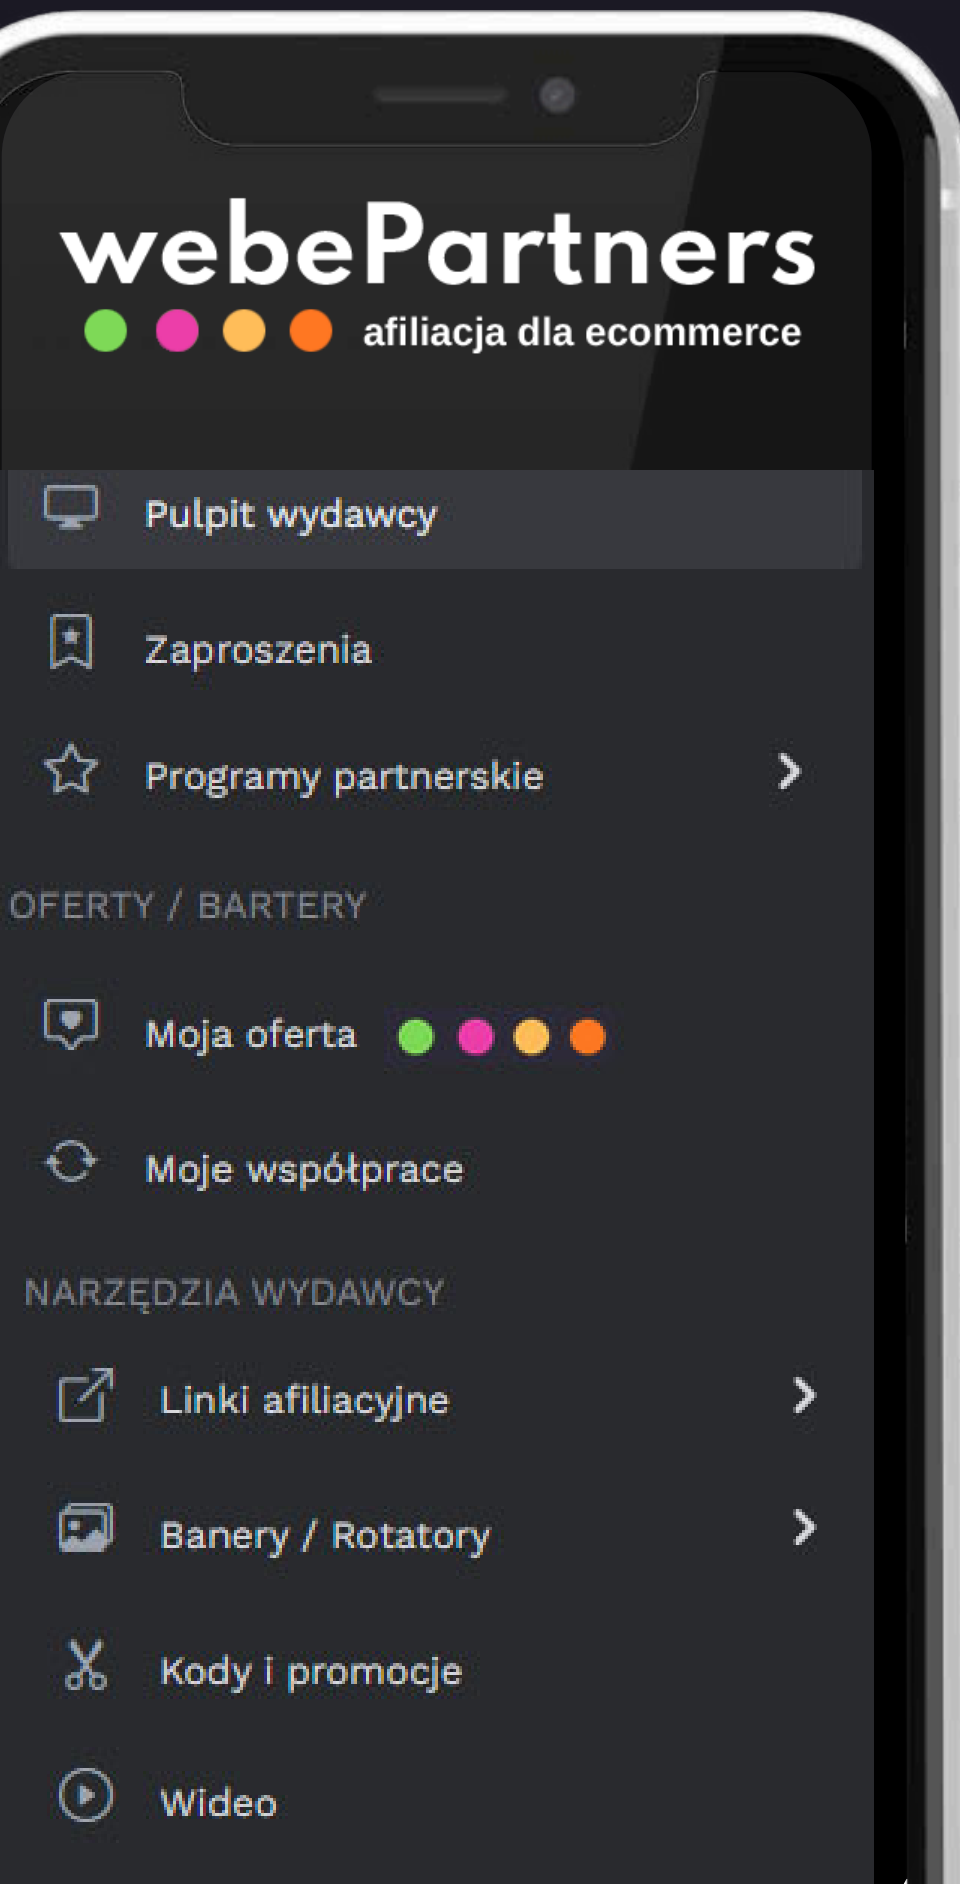 webePartners
afiliacja dla ecommerce
Pulpit wydawcy
Zaproszenia
Programy partnerskie
OFERTY / BARTERY
Moja oferta
Moje współprace
NARZĘDZIA WYDAWCY
Linki afiliacyjne
Banery / Rotatory
Kody i promocje
Wideo